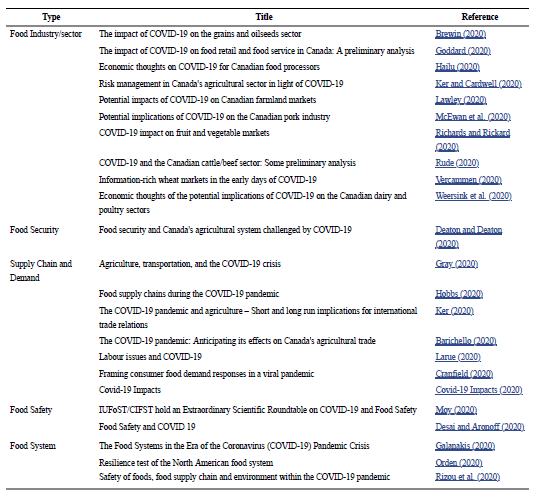 Type Title Reference
Food Industry/sector The impact of COVID-19 on the grains and oilseeds sector Brewin (2020)
The impact of COVID-19 on food retail and food service in Canada: A preliminary analysis Goddard (2020)
Economic thoughts on COVID-19 for Canadian food processors Hailu (2020)
Risk management in Canada's agricultural sector in light of COVID-19 Ker and Cardwell (2020)
Potential impacts of COVID-19 on Canadian farmland markets Lawley (2020)
Potential implications of COVID-19 on the Canadian pork industry McEwan et al. (2020)
COVID-19 impact on fruit and vegetable markets Richards and Rickard
(2020)
COVID-19 and the Canadian cattle/beef sector: Some preliminary analysis Rude (2020)
Information-rich wheat markets in the early days of COVID-19 Vercammen (2020)
Economic thoughts of the potential implications of COVID-19 on the Canadian dairy and Weersink et al. (2020)
poultry sectors
Food Security Food security and Canada's agricultural system challenged by COVID-19 Deaton and Deaton
(2020)
Supply Chain and Agriculture, transportation, and the COVID-19 crisis Gray (2020)
Demand
Food supply chains during the COVID-19 pandemic Hobbs (2020)
The COVID-19 pandemic and agriculture – Short and long run implications for international Ker (2020)
trade relations
The COVID-19 pandemic: Anticipating its effects on Canada's agricultural trade Barichello (2020)
Labour issues and COVID-19 Larue (2020)
Framing consumer food demand responses in a viral pandemic Cranfield (2020)
Covid-19 Impacts Covid-19 Impacts (2020)
Food Safety IUFoST/CIFST hold an Extraordinary Scientific Roundtable on COVID-19 and Food Safety Moy (2020)
Food Safety and COVID 19 Desai and Aronoff (2020)
Food System The Food Systems in the Era of the Coronavirus (COVID-19) Pandemic Crisis Galanakis (2020)
Resilience test of the North American food system Orden (2020)
Safety of foods, food supply chain and environment within the COVID-19 pandemic Rizou et al. (2020)